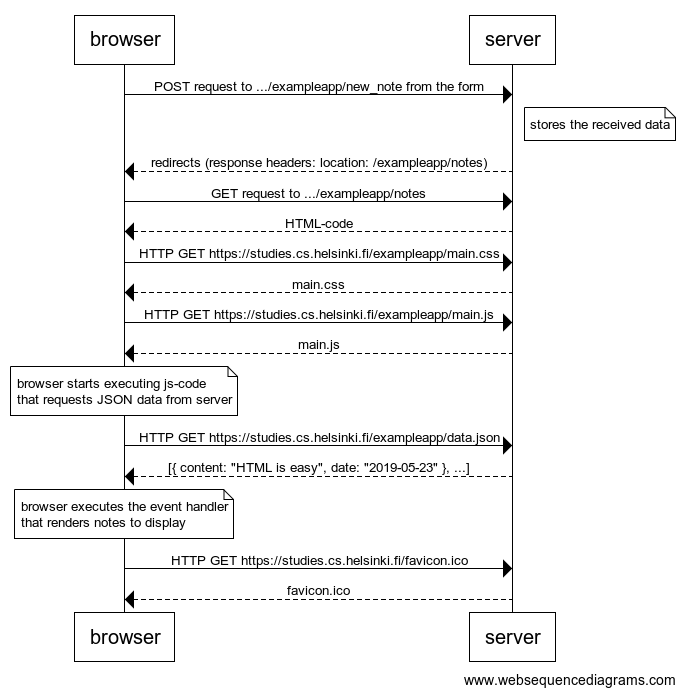 browser
server
POST request to .../exampleapp/new_note from the form
stores the received data
redirects (response headers: location: /exampleapp/notes)
GET request to .../exampleapp/notes
HTML-code
HTTP GET https://studies.cs.helsinki.fi/exampleapp/main.css
main.css
HTTP GET https://studies.cs.helsinki.fi/exampleapp/main.js
main.js
browser starts executing js-code
that requests JSON data from server
HTTP GET https://studies.cs.helsinki.fi/exampleapp/data.json
[{ content: "HTML is easy", date: "2019-05-23" }, ...]
browser executes the event handler
that renders notes to display
HTTP GET https://studies.cs.helsinki.fi/favicon.ico
favicon.ico
browser
server
www.websequencediagrams.com